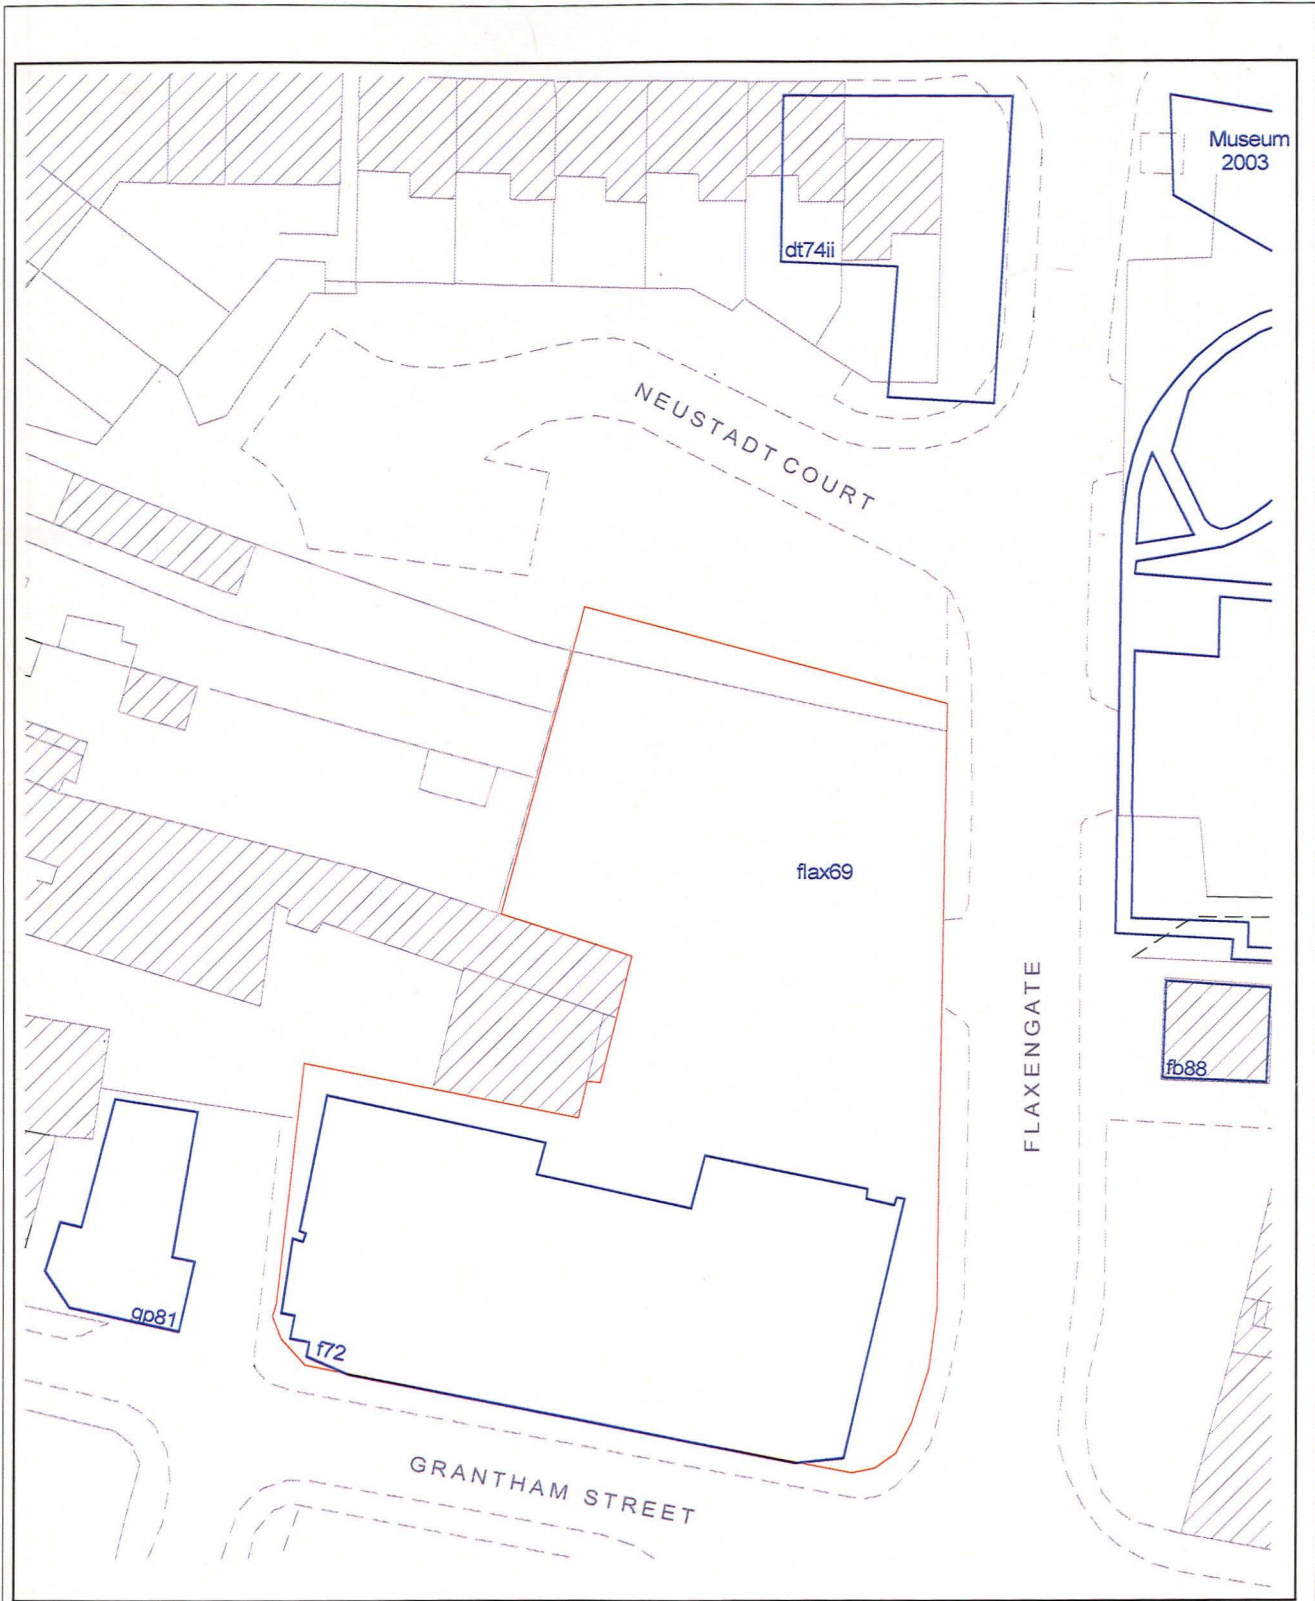 Museum
2003
dt74ii
NEUSTADT COURT
flax69
FLAXENGATE
fb88
gp81
f72
GRANTHAM STREET